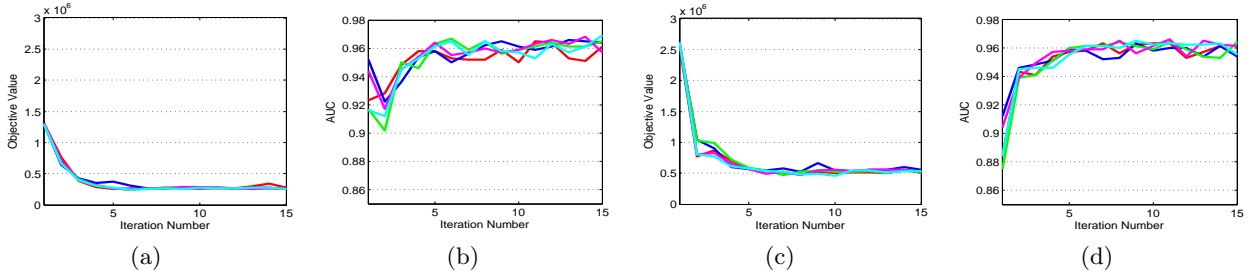 x 10^6
3
2.5
2
1.5
1
0.5
0
Objective Value
5 10 15
Iteration Number
(a)
0.98
0.96
0.94
0.92
0.9
0.88
0.86
AUC
5 10 15
Iteration Number
(b)
x 10^6
3
2.5
2
1.5
1
0.5
0
Objective Value
5 10 15
Iteration Number
(c)
0.98
0.96
0.94
0.92
0.9
0.88
0.86
AUC
5 10 15
Iteration Number
(d)